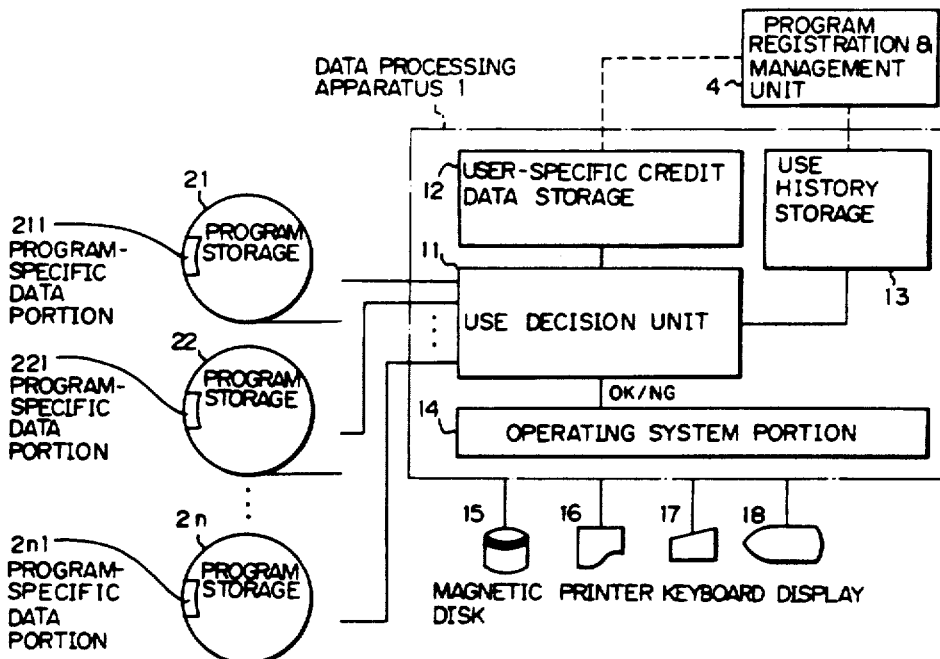 PROGRAM
REGISTRATION &
MANAGEMENT
UNIT
4
DATA PROCESSING
APPARATUS 1
12
USER-SPECIFIC CREDIT
DATA STORAGE
USE
HISTORY
STORAGE
13
21
PROGRAM
STORAGE
211
PROGRAM-
SPECIFIC
DATA
PORTION
11
USE DECISION UNIT
22
PROGRAM
STORAGE
221
PROGRAM-
SPECIFIC
DATA
PORTION
OK/NG
14
OPERATING SYSTEM PORTION
2n
PROGRAM
STORAGE
2n1
PROGRAM-
SPECIFIC
DATA
PORTION
15
16
17
18
MAGNETIC
DISK
PRINTER
KEYBOARD
DISPLAY